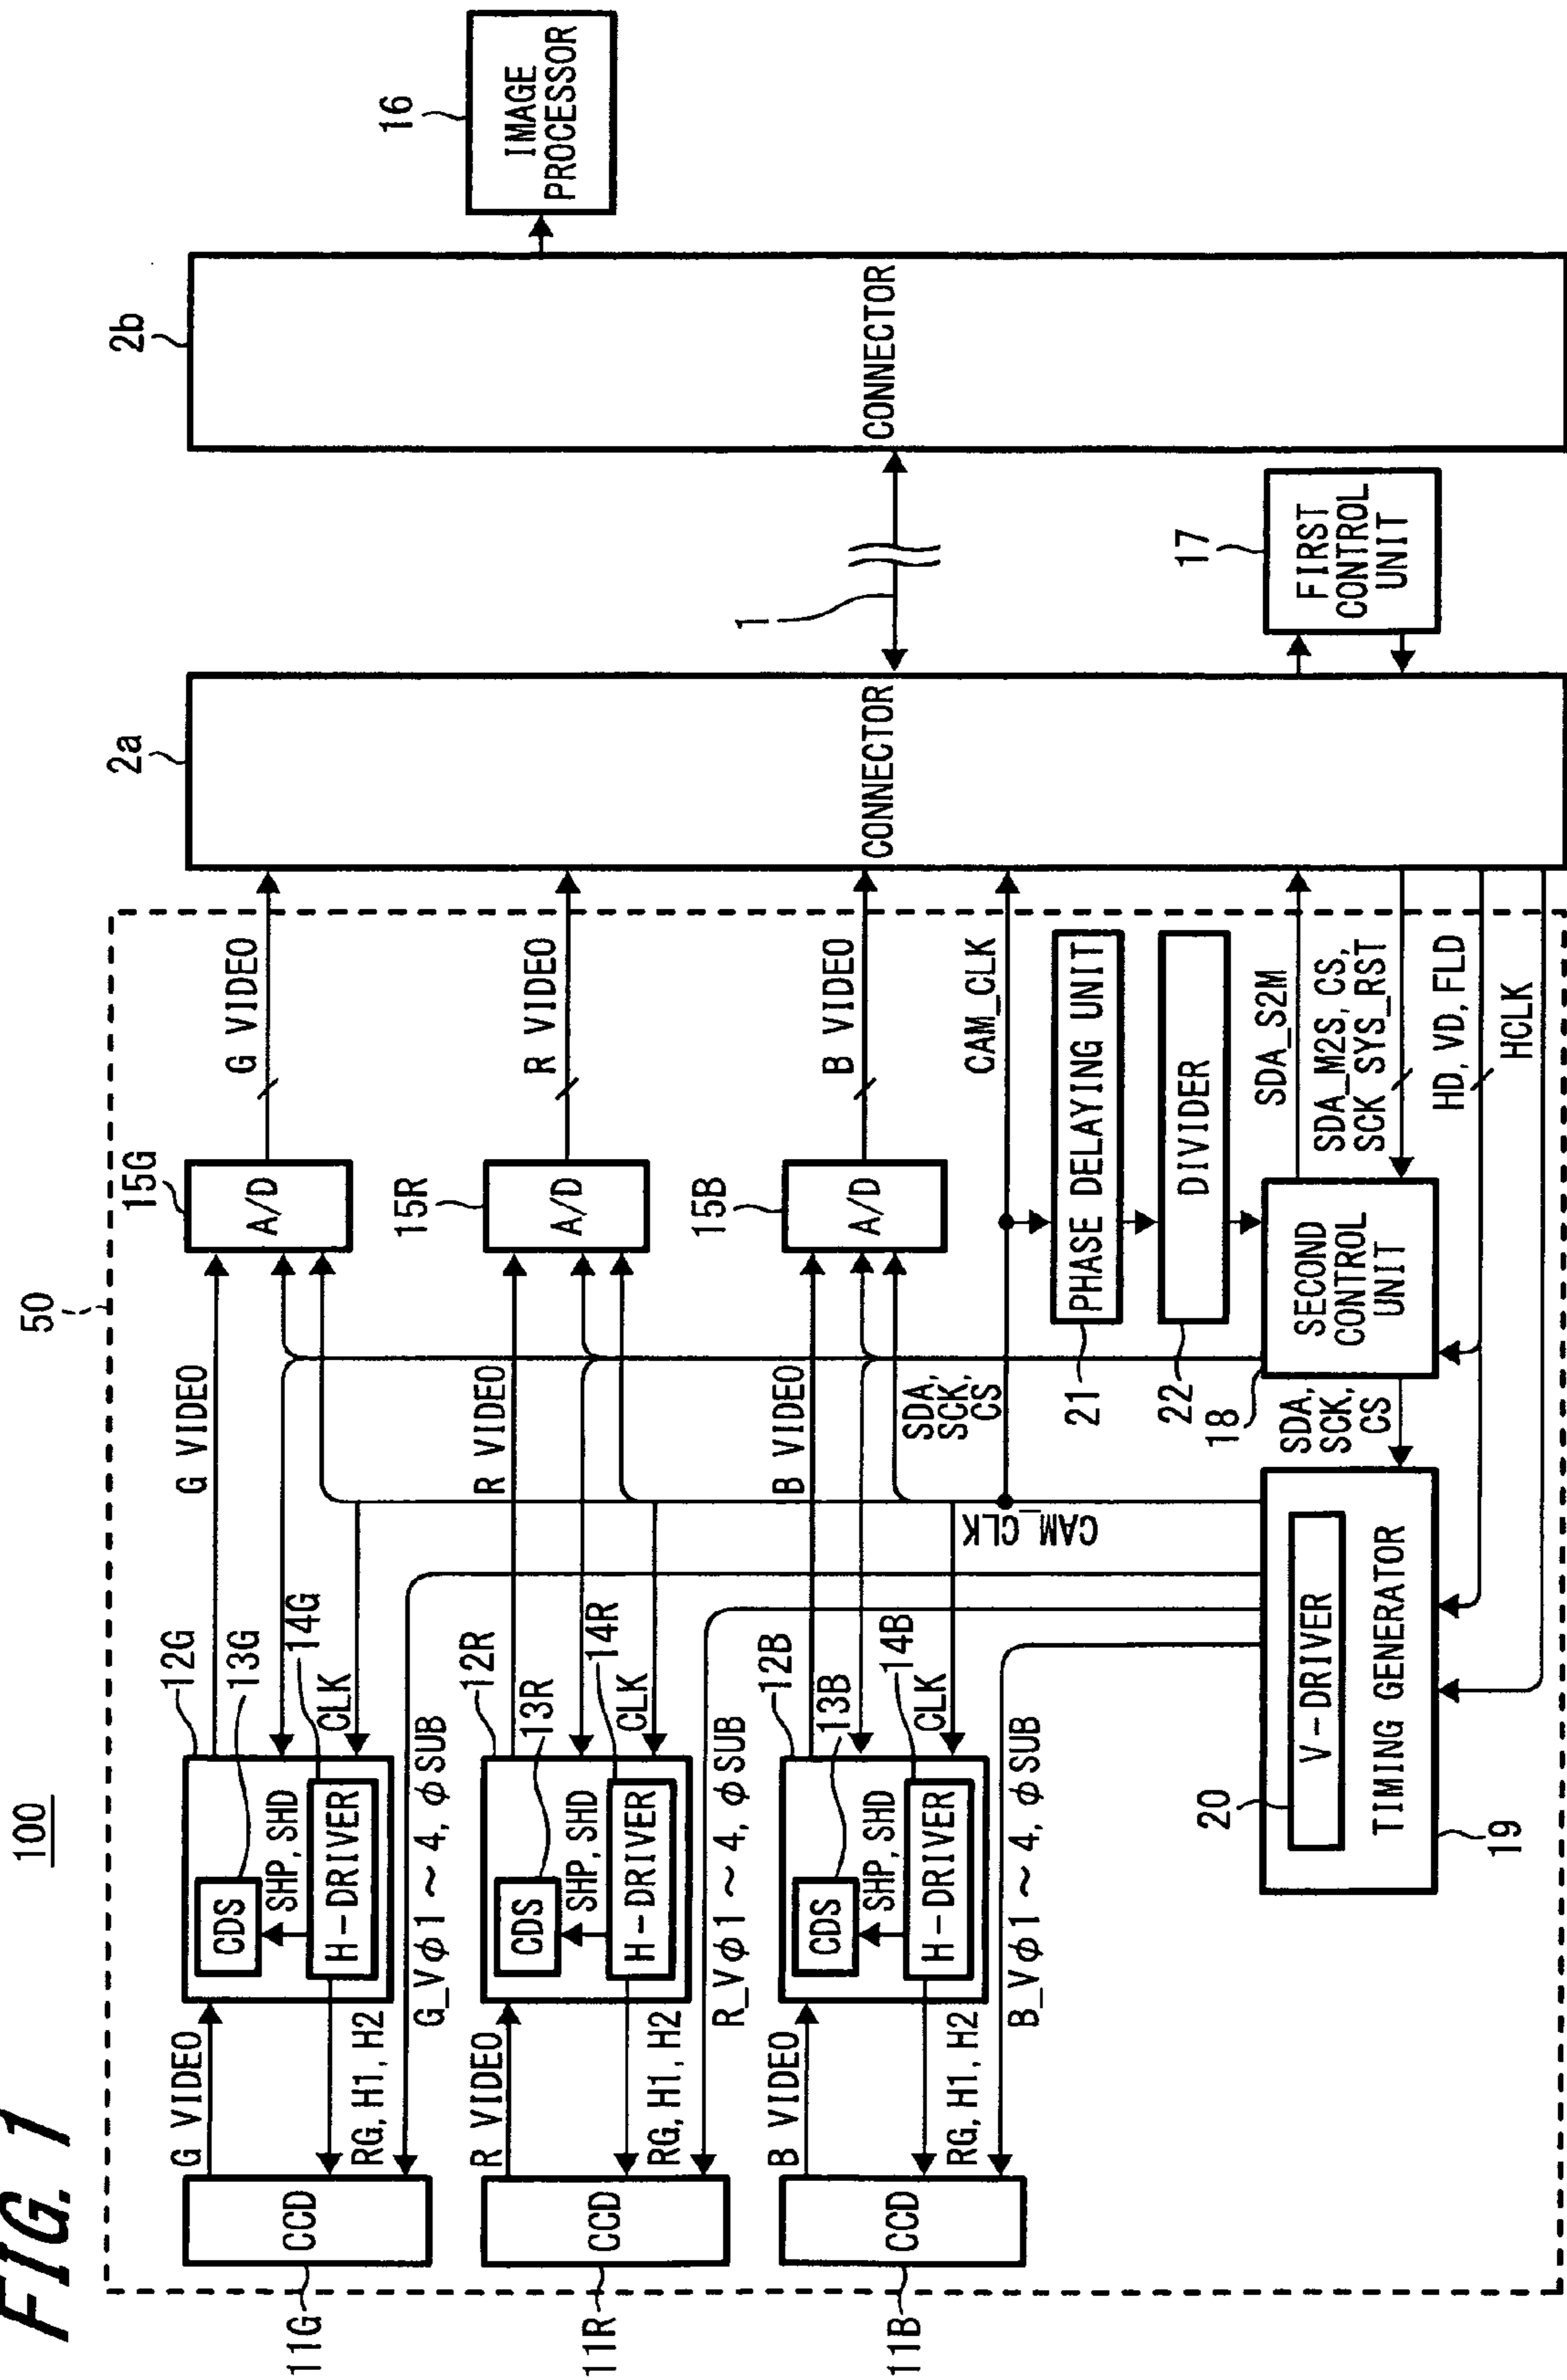 FIG. 1
100
50
11G
CCD
G VIDEO
RG, H1, H2
G_Vφ1～4, φSUB
12G
13G
14G
CDS
SHP, SHD
H-DRIVER
CLK
G VIDEO
15G
A/D
G VIDEO
11R
CCD
R VIDEO
RG, H1, H2
R_Vφ1～4, φSUB
12R
13R
14R
CDS
SHP, SHD
H-DRIVER
CLK
R VIDEO
15R
A/D
R VIDEO
11B
CCD
B VIDEO
RG, H1, H2
B_Vφ1～4, φSUB
12B
13B
14B
CDS
SHP, SHD
H-DRIVER
CLK
B VIDEO
15B
A/D
B VIDEO
SDA,
SCK,
CS
CAM_CLK
CAM_CLK
21
PHASE DELAYING UNIT
22
DIVIDER
18
SECOND
CONTROL
UNIT
SDA,
SCK,
CS
SDA_S2M
SDA_M2S, CS,
SCK SYS_RST
HD, VD, FLD
HCLK
20
V-DRIVER
TIMING GENERATOR
19
2a
CONNECTOR
1
17
FIRST
CONTROL
UNIT
2b
CONNECTOR
16
IMAGE
PROCESSOR